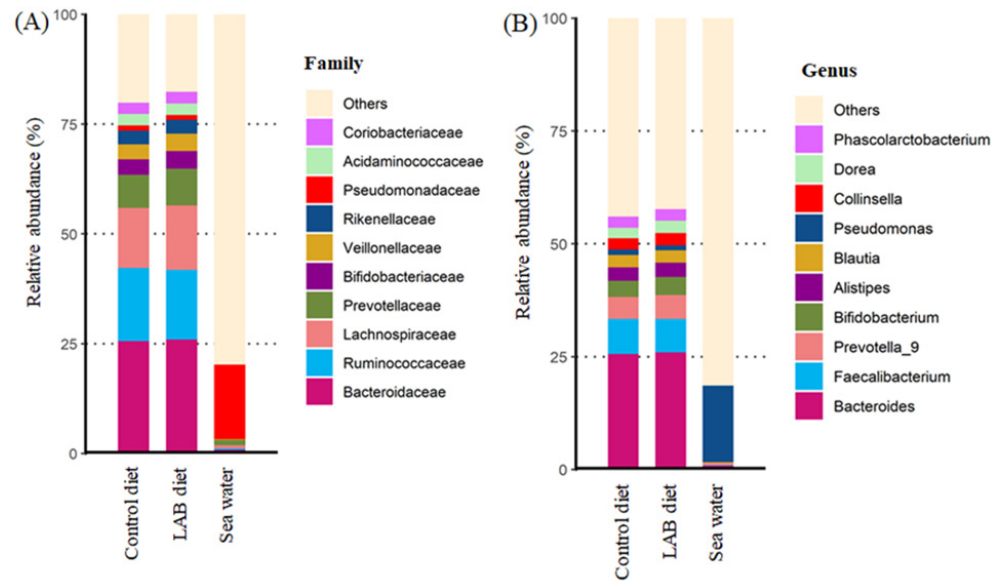 (A)
Relative abundance (%)
100
75
50
25
0
Control diet
LAB diet
Sea water
Family
Others
Coriobacteriaceae
Acidaminococcaceae
Pseudomonadaceae
Rikenellaceae
Veillonellaceae
Bifidobacteriaceae
Prevotellaceae
Lachnospiraceae
Ruminococcaceae
Bacteroidaceae
(B)
Relative abundance (%)
100
75
50
25
0
Control diet
LAB diet
Sea water
Genus
Others
Phascolarctobacterium
Dorea
Collinsella
Pseudomonas
Blautia
Alistipes
Bifidobacterium
Prevotella_9
Faecalibacterium
Bacteroides